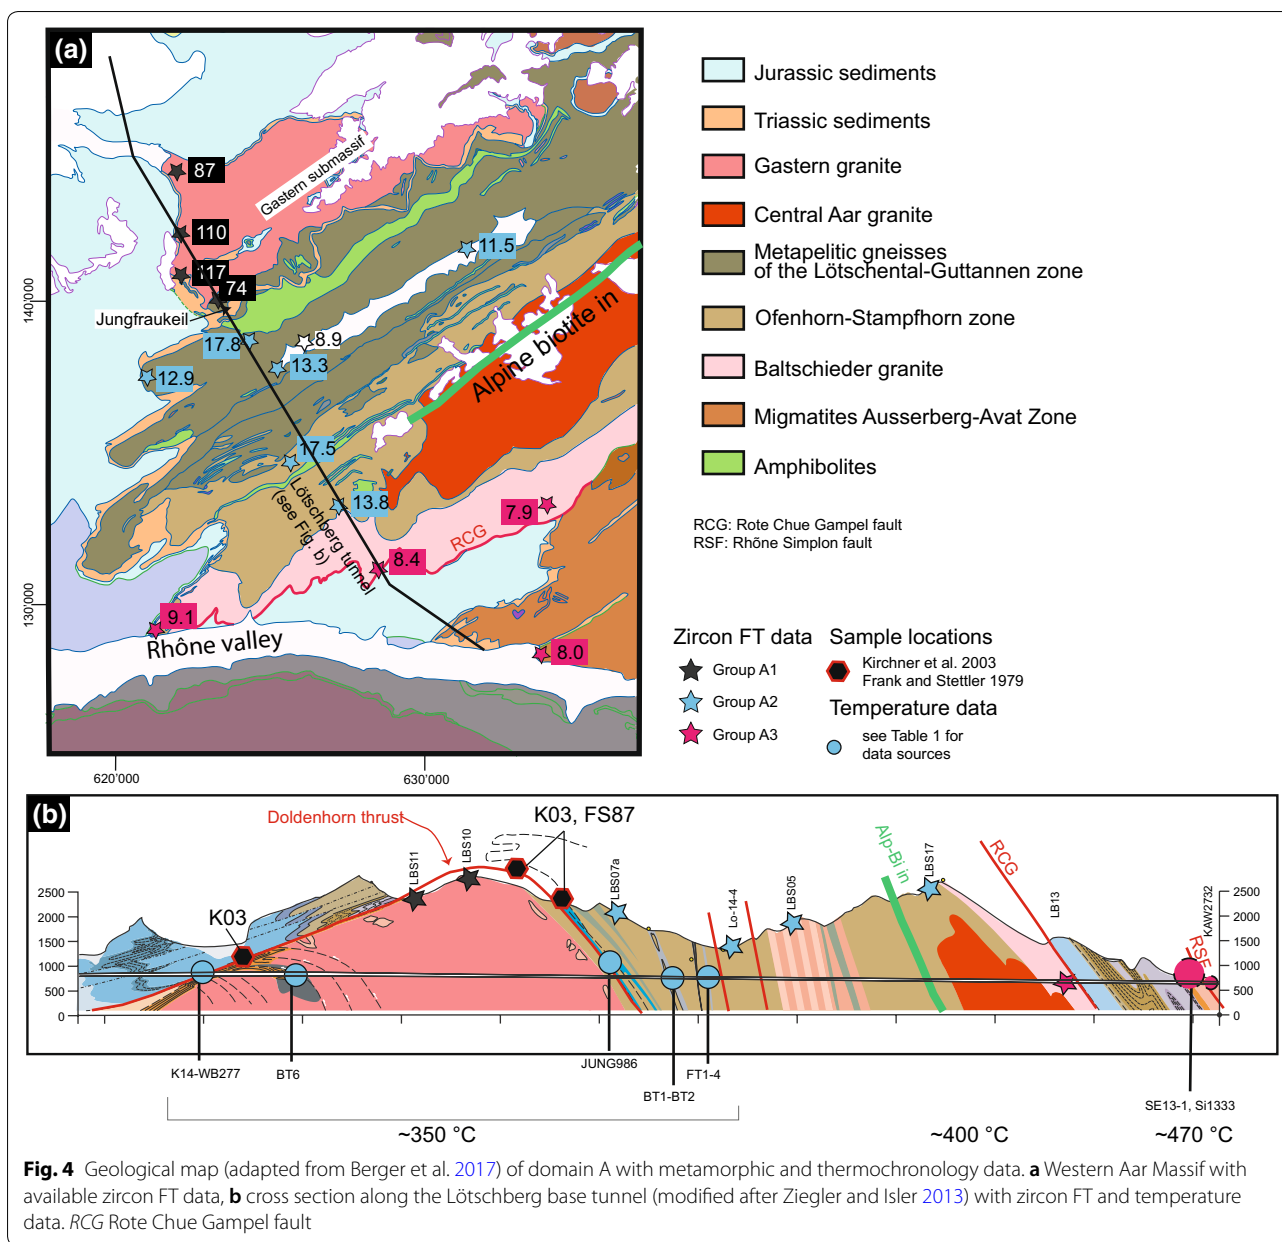 (a)
87
110
117
74
Gastern submassif
Jungfraukeil
17.8
8.9
13.3
12.9
11.5
Alpine biotite in
17.5
13.8
Lötschberg tunnel
(see Fig. b)
RCG
7.9
8.4
9.1
8.0
Rhône valley
140'000
130'000
620'000
630'000
Jurassic sediments
Triassic sediments
Gastern granite
Central Aar granite
Metapelitic gneisses
of the Lötschental-Guttannen zone
Ofenhorn-Stampfhorn zone
Baltschieder granite
Migmatites Ausserberg-Avat Zone
Amphibolites
RCG: Rote Chue Gampel fault
RSF: Rhône Simplon fault
Zircon FT data
Group A1
Group A2
Group A3
Sample locations
Kirchner et al. 2003
Frank and Stettler 1979
Temperature data
see Table 1 for
data sources
(b)
Doldenhorn thrust
K03, FS87
K03
LBS11
LBS10
LBS07a
Lo-14-4
LBS05
Alp-Bi in
LBS17
RCG
LB13
KAW2732
RSF
2500
2000
1500
1000
500
0
2500
2000
1500
1000
500
0
K14-WB277
BT6
JUNG986
BT1-BT2
FT1-4
SE13-1, Si1333
~350 °C
~400 °C
~470 °C
Fig. 4 Geological map (adapted from Berger et al. 2017) of domain A with metamorphic and thermochronology data. a Western Aar Massif with
available zircon FT data, b cross section along the Lötschberg base tunnel (modified after Ziegler and Isler 2013) with zircon FT and temperature
data. RCG Rote Chue Gampel fault